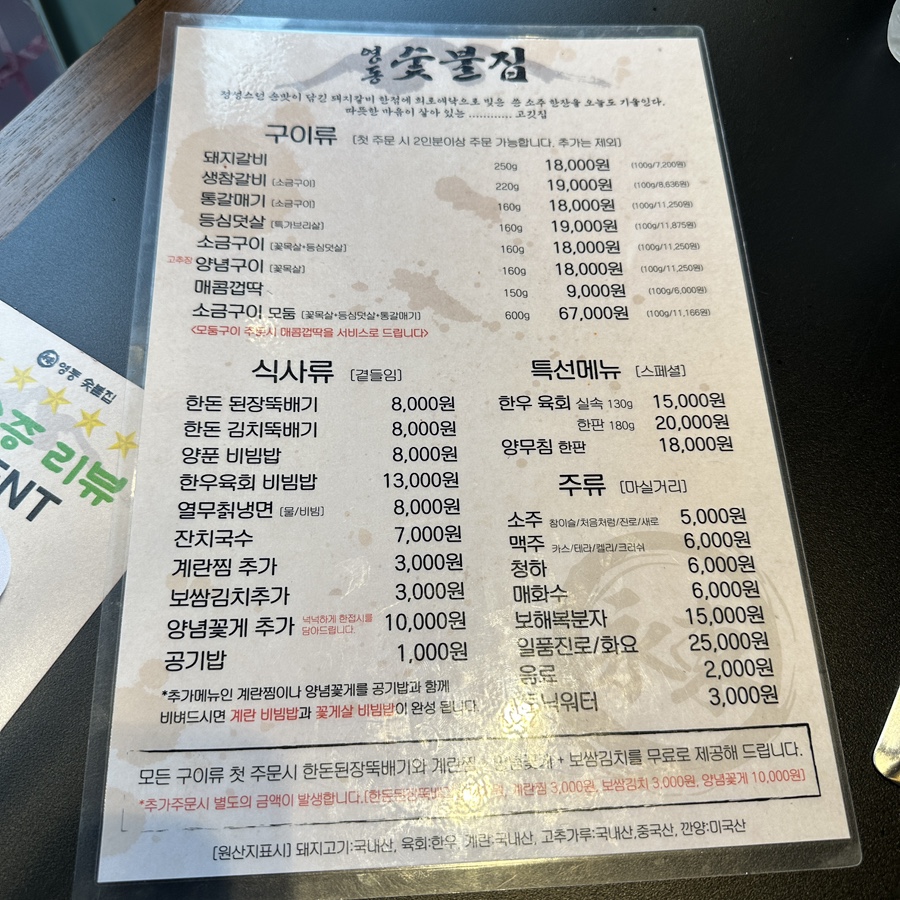 영동 숯불집
정성스런 손맛이 담긴 돼지갈비 한점에 희로애락으로 빚은 쓴 소주 한잔을 오늘도 기울인다.
따뜻한 마음이 살아 있는 ............ 고깃집
구이류 [첫 주문 시 2인분이상 주문 가능합니다. 추가는 제외]
돼지갈비 250g 18,000원 (100g/7,200원)
생참갈비 [소금구이] 220g 19,000원 (100g/8,636원)
통갈매기 [소금구이] 160g 18,000원 (100g/11,250원)
등심덧살 [특가브리살] 160g 19,000원 (100g/11,875원)
소금구이 [꽃목살+등심덧살] 160g 18,000원 (100g/11,250원)
고추장 양념구이 [꽃목살] 160g 18,000원 (100g/11,250원)
매콤껍딱 150g 9,000원 (100g/6,000원)
소금구이 모둠 [꽃목살+등심덧살+통갈매기] 600g 67,000원 (100g/11,166원)
<모둠구이 주문시 매콤껍딱을 서비스로 드립니다>
식사류 [곁들임]
한돈 된장뚝배기 8,000원
한돈 김치뚝배기 8,000원
양푼 비빔밥 8,000원
한우육회 비빔밥 13,000원
열무칡냉면 [물/비빔] 8,000원
잔치국수 7,000원
계란찜 추가 3,000원
보쌈김치추가 3,000원
양념꽃게 추가 넉넉하게 한접시를 담아드립니다. 10,000원
공기밥 1,000원
*추가메뉴인 계란찜이나 양념꽃게를 공기밥과 함께
비벼드시면 계란 비빔밥과 꽃게살 비빔밥이 완성 됩니다.
특선메뉴 [스페셜]
한우 육회 실속 130g 15,000원
한판 180g 20,000원
양무침 한판 18,000원
주류 [마실거리]
소주 참이슬/처음처럼/진로/새로 5,000원
맥주 카스/테라/켈리/크러쉬 6,000원
청하 6,000원
매화수 6,000원
보해복분자 15,000원
일품진로/화요 25,000원
음료 2,000원
닉워터 3,000원
모든 구이류 첫 주문시 한돈된장뚝배기와 계란찜 + 보쌈김치를 무료로 제공해 드립니다.
*추가주문시 별도의 금액이 발생합니다.[한돈된장뚝배 계란찜 3,000원, 보쌈김치 3,000원, 양념꽃게 10,000원]
[원산지표시] 돼지고기:국내산, 육회:한우, 계란:국내산, 고추가루:국내산,중국산, 깐양:미국산
영동 숯불집
증 리뷰
ENT